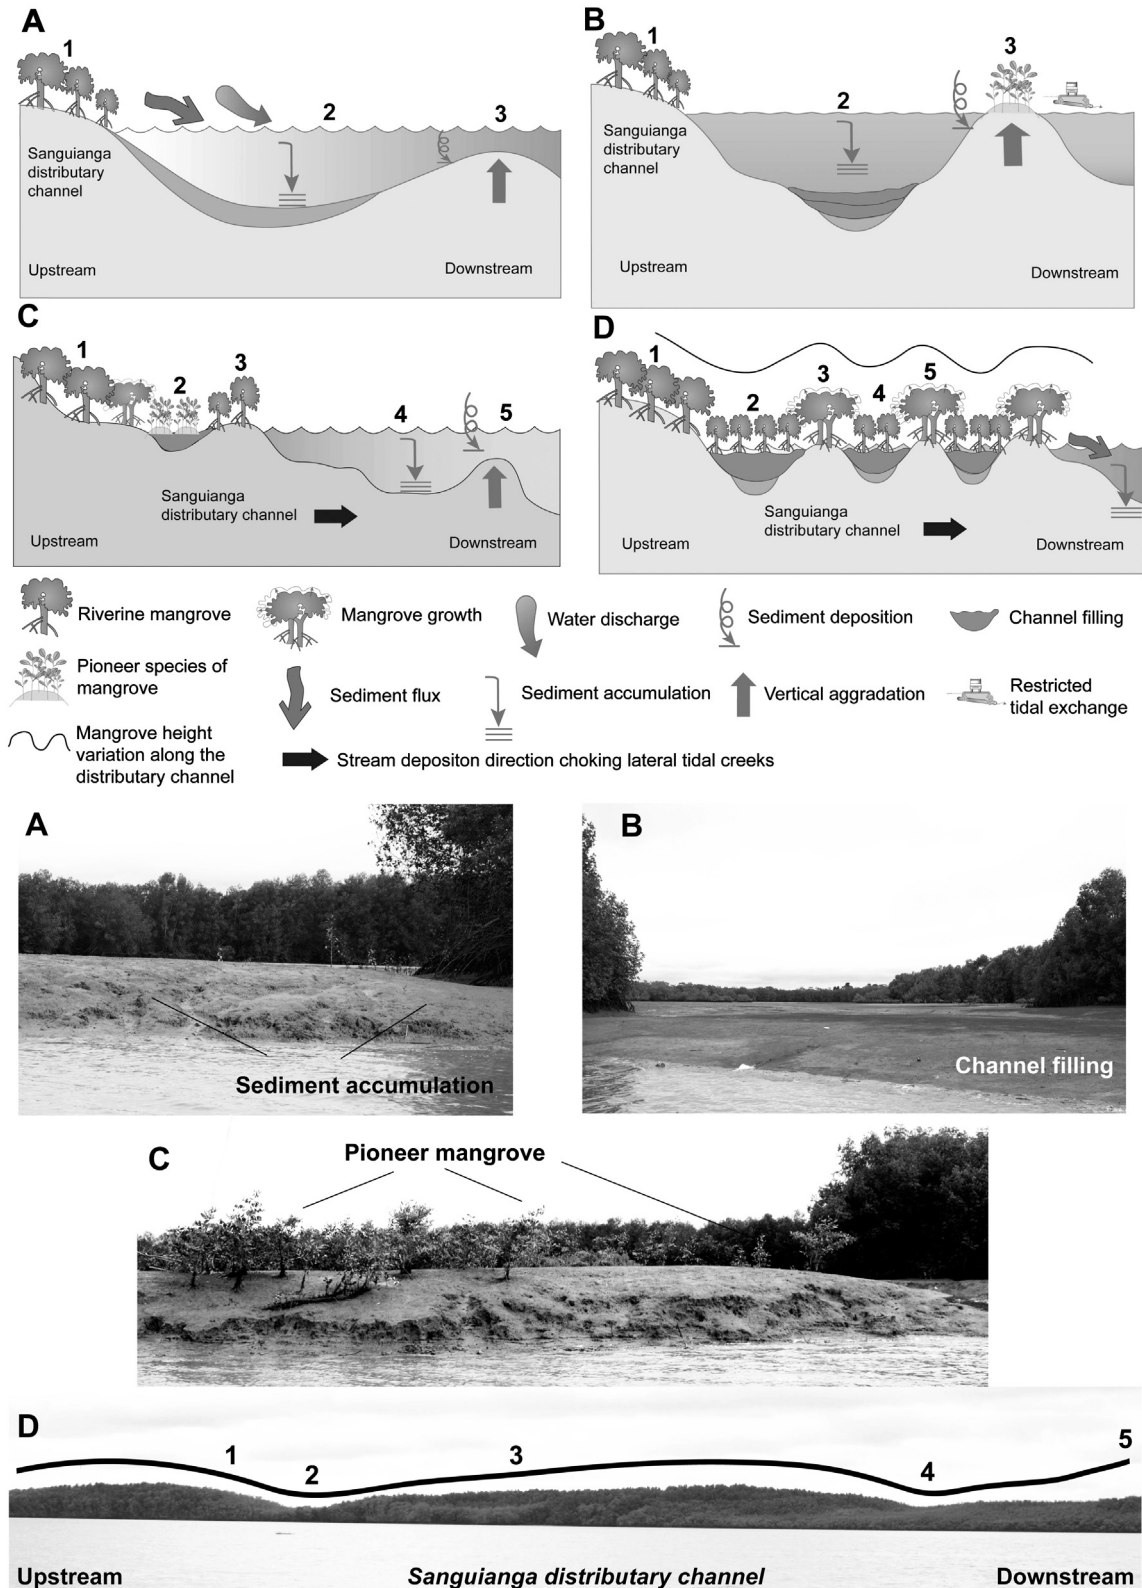 A
1
2
3
Sanguianga
distributary
channel
Upstream
Downstream
B
1
2
3
Sanguianga
distributary
channel
Upstream
Downstream
C
1
2
3
4
5
Sanguianga
distributary channel
Upstream
Downstream
D
1
2
3
4
5
Sanguianga
distributary channel
Upstream
Downstream
Riverine mangrove
Mangrove growth
Water discharge
Sediment deposition
Channel filling
Pioneer species of
mangrove
Sediment flux
Sediment accumulation
Vertical aggradation
Restricted
tidal exchange
Mangrove height
variation along the
distributary channel
Stream depositon direction choking lateral tidal creeks
A
Sediment accumulation
B
Channel filling
C
Pioneer mangrove
D
1
2
3
4
5
Upstream
Sanguianga distributary channel
Downstream